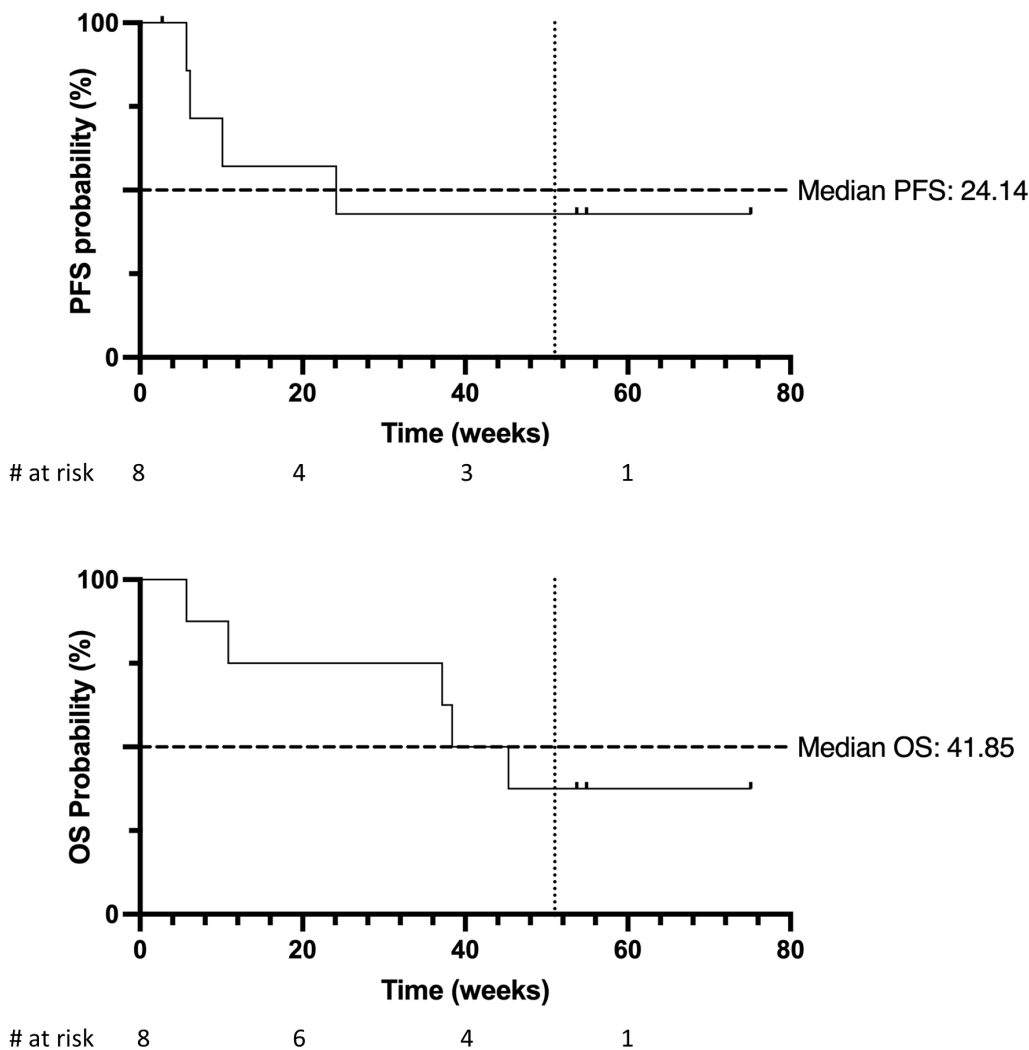 100
PFS probability (%)
Median PFS: 24.14
0
0 20 40 60 80
Time (weeks)
# at risk 8 4 3 1
100
OS Probability (%)
Median OS: 41.85
0
0 20 40 60 80
Time (weeks)
# at risk 8 6 4 1